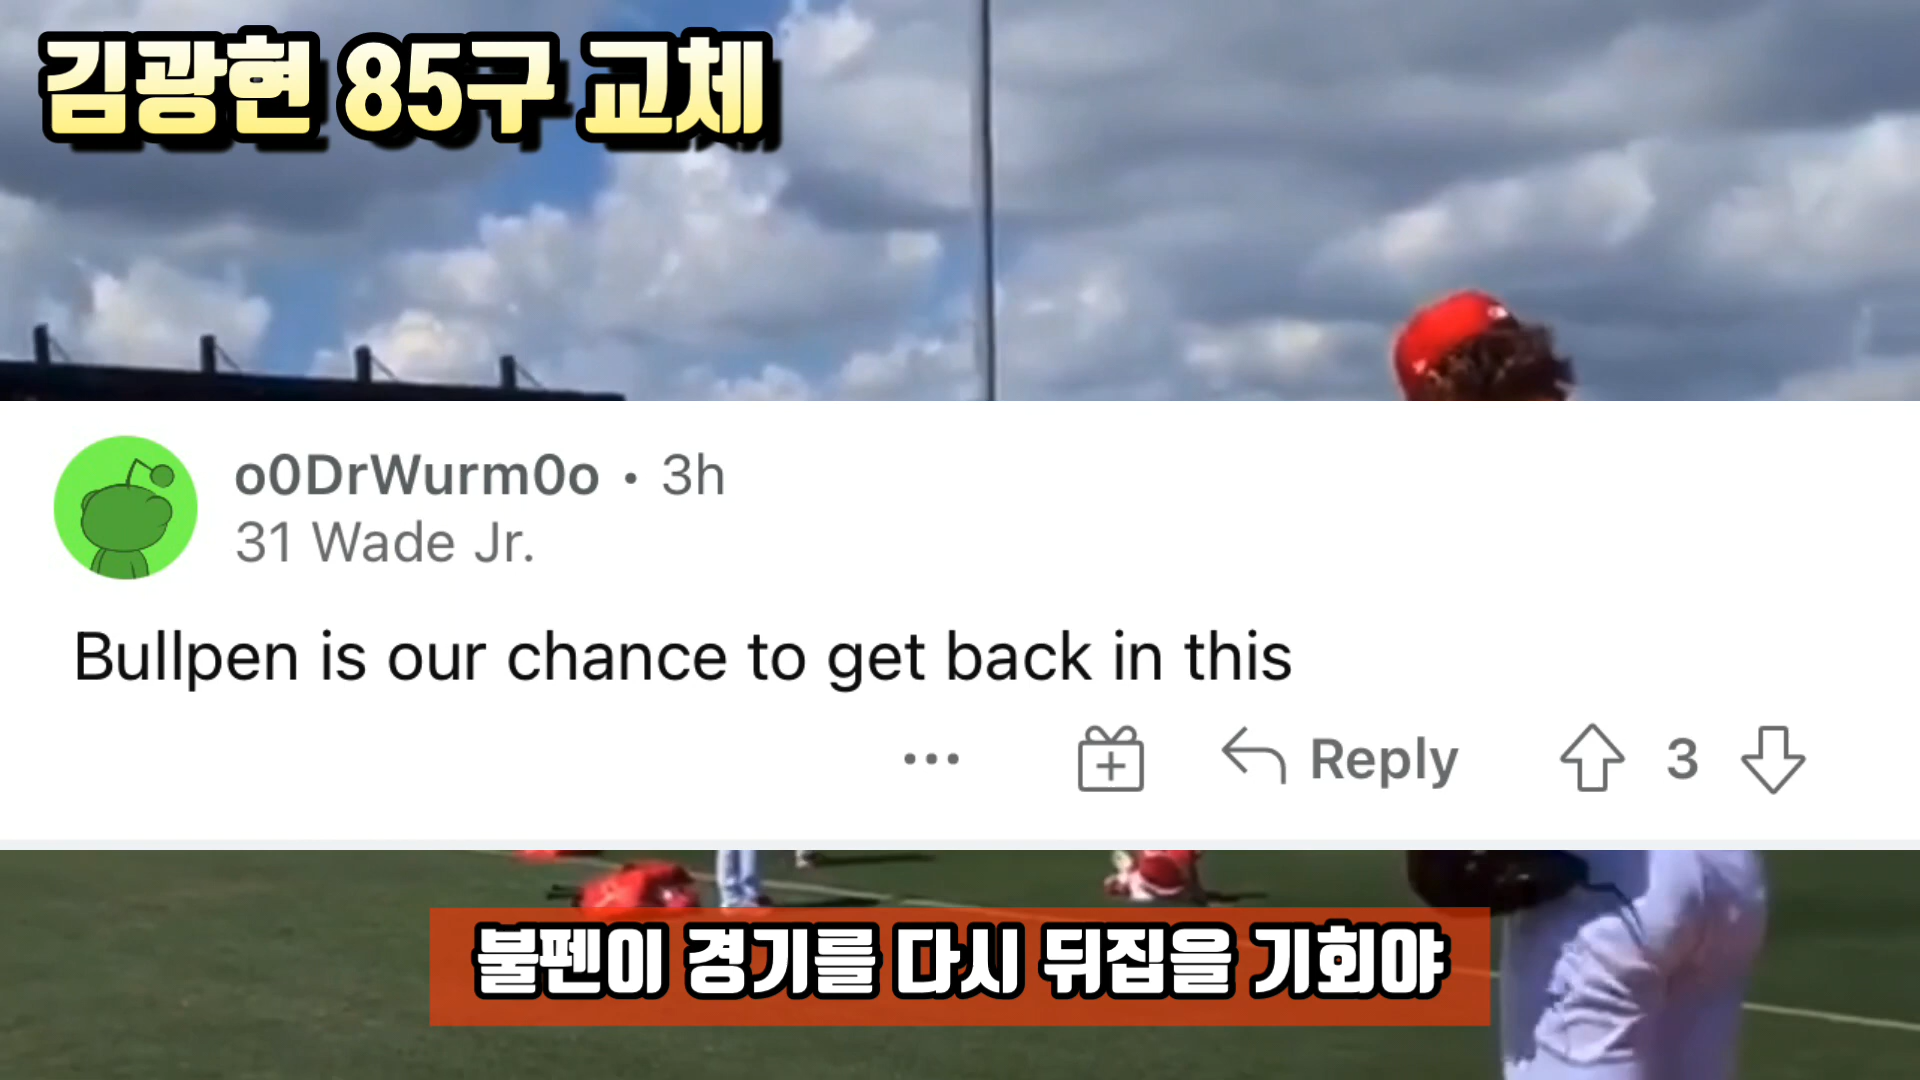 김광현 85구 교체
o0DrWurm0o • 3h
31 Wade Jr.
Bullpen is our chance to get back in this
... Reply 3
불펜이 경기를 다시 뒤집을 기회야